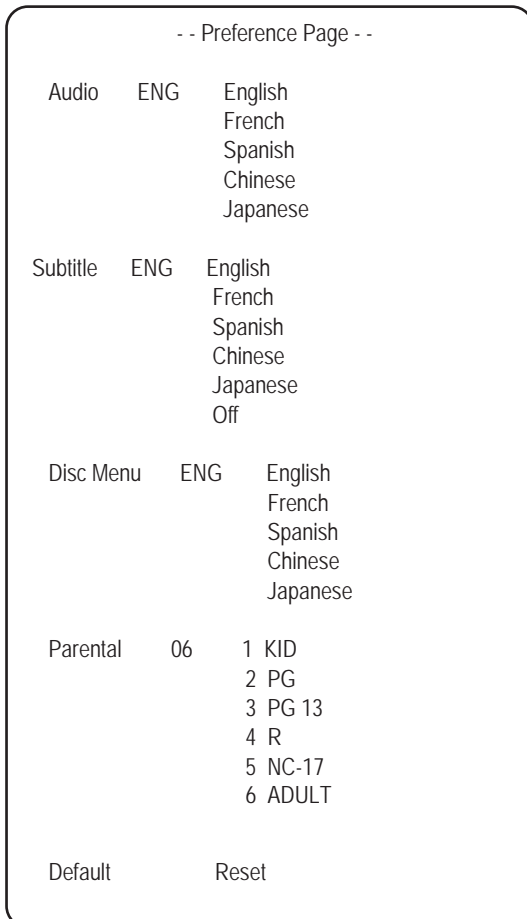 - - Preference Page - -
Audio ENG English
French
Spanish
Chinese
Japanese
Subtitle ENG English
French
Spanish
Chinese
Japanese
Off
Disc Menu ENG English
French
Spanish
Chinese
Japanese
Parental 06 1 KID
2 PG
3 PG 13
4 R
5 NC-17
6 ADULT
Default Reset